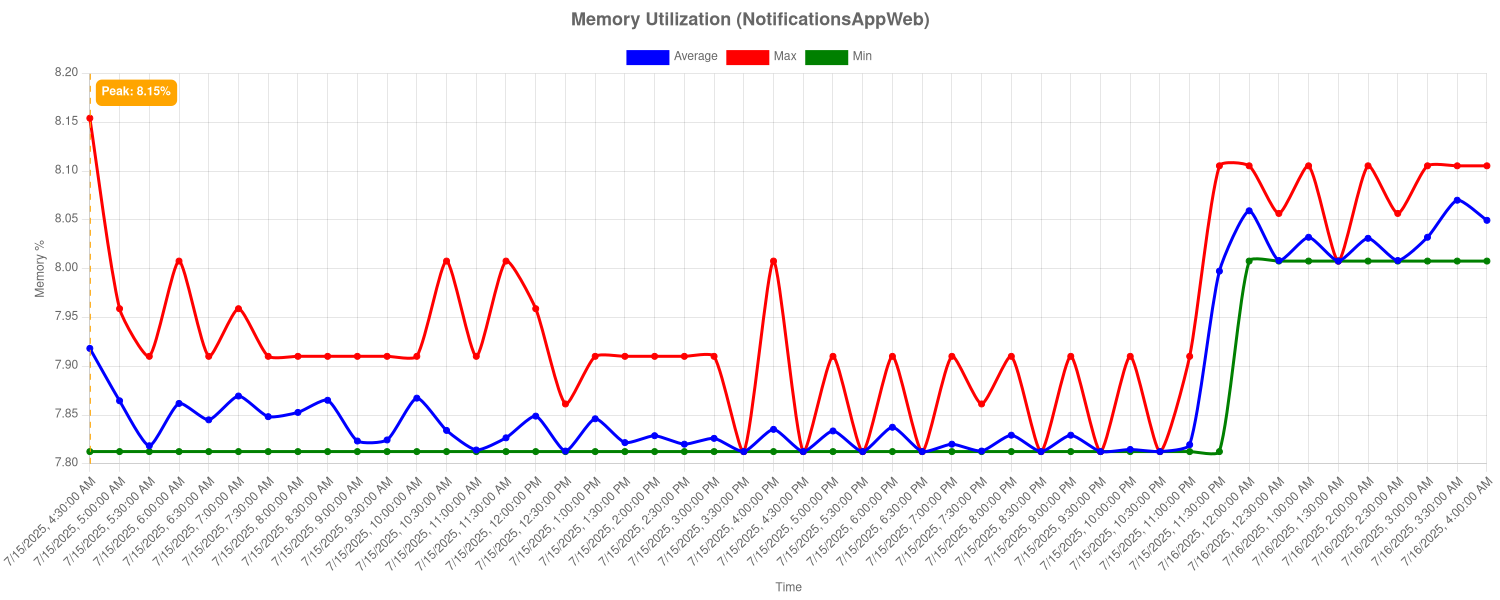 Memory Utilization (NotificationsAppWeb)
Average Max Min
Peak: 8.15%
8.20
8.15
8.10
8.05
8.00
7.95
7.90
7.85
7.80
Memory %
7/15/2025, 4:30:00 AM
7/15/2025, 5:00:00 AM
7/15/2025, 5:30:00 AM
7/15/2025, 6:00:00 AM
7/15/2025, 6:30:00 AM
7/15/2025, 7:00:00 AM
7/15/2025, 7:30:00 AM
7/15/2025, 8:00:00 AM
7/15/2025, 8:30:00 AM
7/15/2025, 9:00:00 AM
7/15/2025, 9:30:00 AM
7/15/2025, 10:00:00 AM
7/15/2025, 10:30:00 AM
7/15/2025, 11:00:00 AM
7/15/2025, 11:30:00 AM
7/15/2025, 12:00:00 PM
7/15/2025, 12:30:00 PM
7/15/2025, 1:00:00 PM
7/15/2025, 1:30:00 PM
7/15/2025, 2:00:00 PM
7/15/2025, 2:30:00 PM
7/15/2025, 3:00:00 PM
7/15/2025, 3:30:00 PM
7/15/2025, 4:00:00 PM
7/15/2025, 4:30:00 PM
7/15/2025, 5:00:00 PM
7/15/2025, 5:30:00 PM
7/15/2025, 6:00:00 PM
7/15/2025, 6:30:00 PM
7/15/2025, 7:00:00 PM
7/15/2025, 7:30:00 PM
7/15/2025, 8:00:00 PM
7/15/2025, 8:30:00 PM
7/15/2025, 9:00:00 PM
7/15/2025, 9:30:00 PM
7/15/2025, 10:00:00 PM
7/15/2025, 10:30:00 PM
7/15/2025, 11:00:00 PM
7/15/2025, 11:30:00 PM
7/16/2025, 12:00:00 AM
7/16/2025, 12:30:00 AM
7/16/2025, 1:00:00 AM
7/16/2025, 1:30:00 AM
7/16/2025, 2:00:00 AM
7/16/2025, 2:30:00 AM
7/16/2025, 3:00:00 AM
7/16/2025, 3:30:00 AM
7/16/2025, 4:00:00 AM
Time